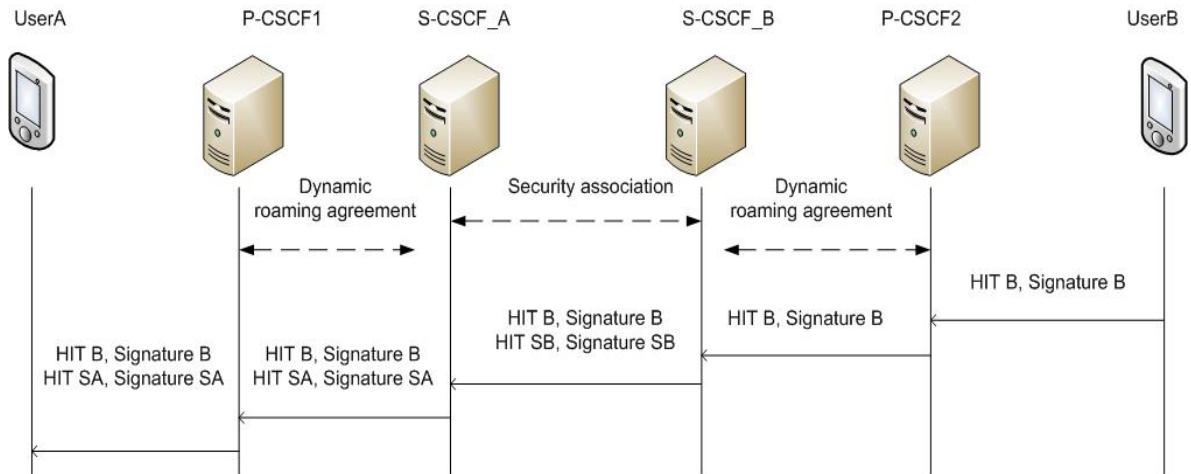 UserA
P-CSCF1
S-CSCF_A
S-CSCF_B
P-CSCF2
UserB
Dynamic
roaming agreement
Security association
Dynamic
roaming agreement
HIT B, Signature B
HIT B, Signature B
HIT B, Signature B
HIT SB, Signature SB
HIT B, Signature B
HIT SA, Signature SA
HIT B, Signature B
HIT SA, Signature SA